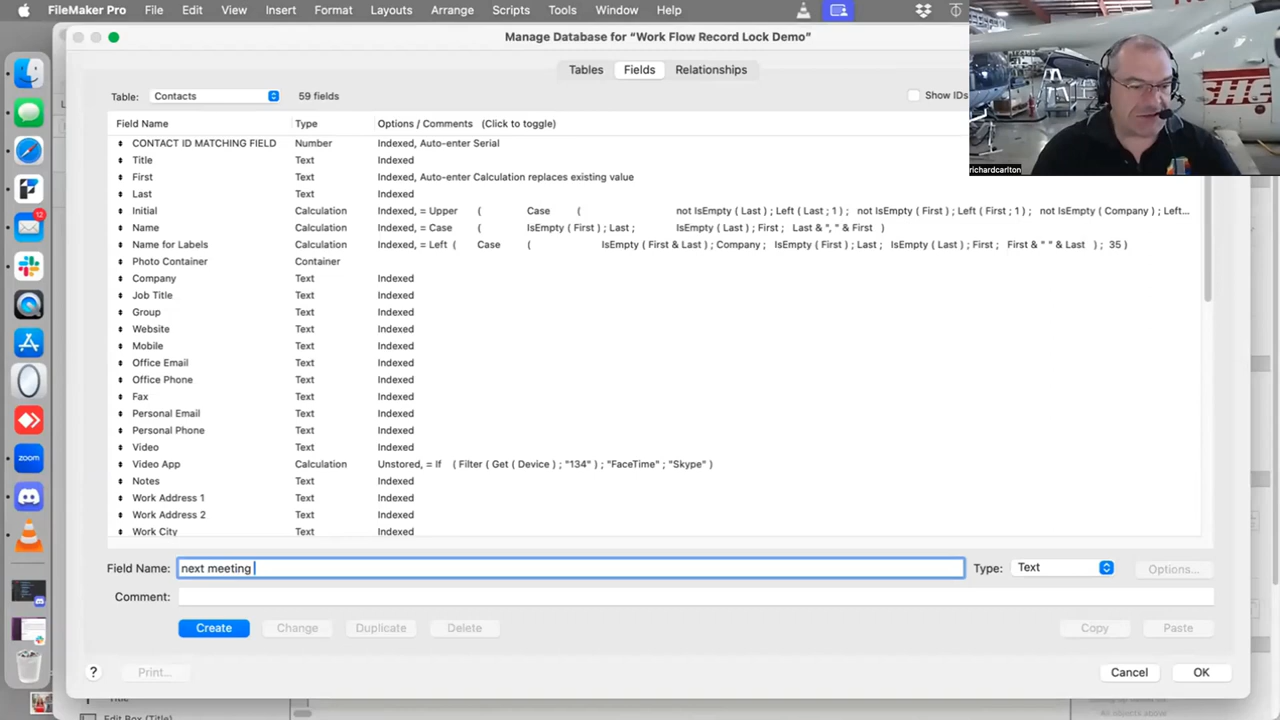 FileMaker Pro File Edit View Insert Format Layouts Arrange Scripts Tools Window Help
Manage Database for “Work Flow Record Lock Demo”
Tables Fields Relationships
Table: Contacts 59 fields Show IDs
Field Name Type Options / Comments (Click to toggle)
CONTACT ID MATCHING FIELD Number Indexed, Auto-enter Serial
Title Text Indexed
First Text Indexed, Auto-enter Calculation replaces existing value
Last Text Indexed
Initial Calculation Indexed, = Upper ( Case ( not IsEmpty ( Last ) ; Left ( Last ; 1 ) ; not IsEmpty ( First ) ; Left ( First ; 1 ) ; not IsEmpty ( Company ) ; Left...
Name Calculation Indexed, = Case ( IsEmpty ( First ) ; Last ; IsEmpty ( Last ) ; First ; Last & ", " & First )
Name for Labels Calculation Indexed, = Left ( Case ( IsEmpty ( First & Last ) ; Company ; IsEmpty ( First ) ; Last ; IsEmpty ( Last ) ; First ; First & " " & Last ) ; 35 )
Photo Container Container
Company Text Indexed
Job Title Text Indexed
Group Text Indexed
Website Text Indexed
Mobile Text Indexed
Office Email Text Indexed
Office Phone Text Indexed
Fax Text Indexed
Personal Email Text Indexed
Personal Phone Text Indexed
Video Text Indexed
Video App Calculation Unstored, = If ( Filter ( Get ( Device ) ; "134" ) ; "FaceTime" ; "Skype" )
Notes Text Indexed
Work Address 1 Text Indexed
Work Address 2 Text Indexed
Work City Text Indexed
Field Name: next meeting Type: Text Options...
Comment:
Create Change Duplicate Delete Copy Paste
? Print... Cancel OK
Edit Box (Title)
All objects above
richardcarlton
12
zoom